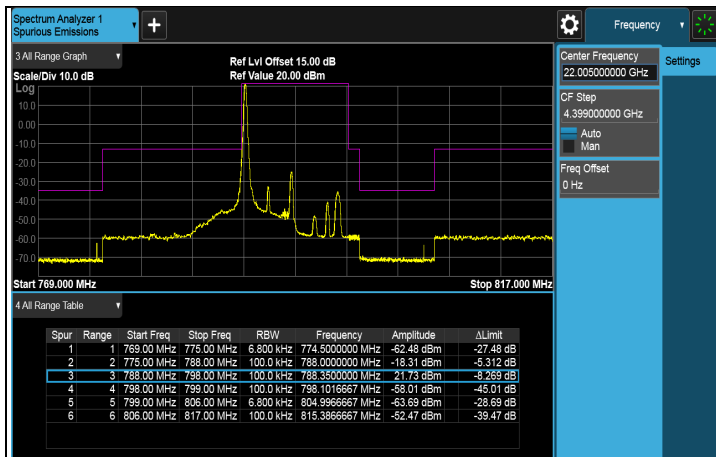 Spectrum Analyzer 1
Spurious Emissions
+
Frequency
3 All Range Graph
Ref Lvl Offset 15.00 dB
Scale/Div 10.0 dB
Ref Value 20.00 dBm
Log
10.0
0.00
-10.0
-20.0
-30.0
-40.0
-50.0
-60.0
-70.0
Start 769.000 MHz
Stop 817.000 MHz
4 All Range Table
Spur Range Start Freq Stop Freq RBW Frequency Amplitude ΔLimit
1 1 769.00 MHz 775.00 MHz 6.800 kHz 774.5000000 MHz -62.48 dBm -27.48 dB
2 2 775.00 MHz 788.00 MHz 100.0 kHz 788.0000000 MHz -18.31 dBm -5.312 dB
3 3 788.00 MHz 798.00 MHz 100.0 kHz 788.3500000 MHz 21.73 dBm -8.269 dB
4 4 798.00 MHz 799.00 MHz 100.0 kHz 798.1016667 MHz -58.01 dBm -45.01 dB
5 5 799.00 MHz 806.00 MHz 6.800 kHz 804.9966667 MHz -63.69 dBm -28.69 dB
6 6 806.00 MHz 817.00 MHz 100.0 kHz 815.3866667 MHz -52.47 dBm -39.47 dB
Center Frequency
22.005000000 GHz
Settings
CF Step
4.399000000 GHz
Auto
Man
Freq Offset
0 Hz